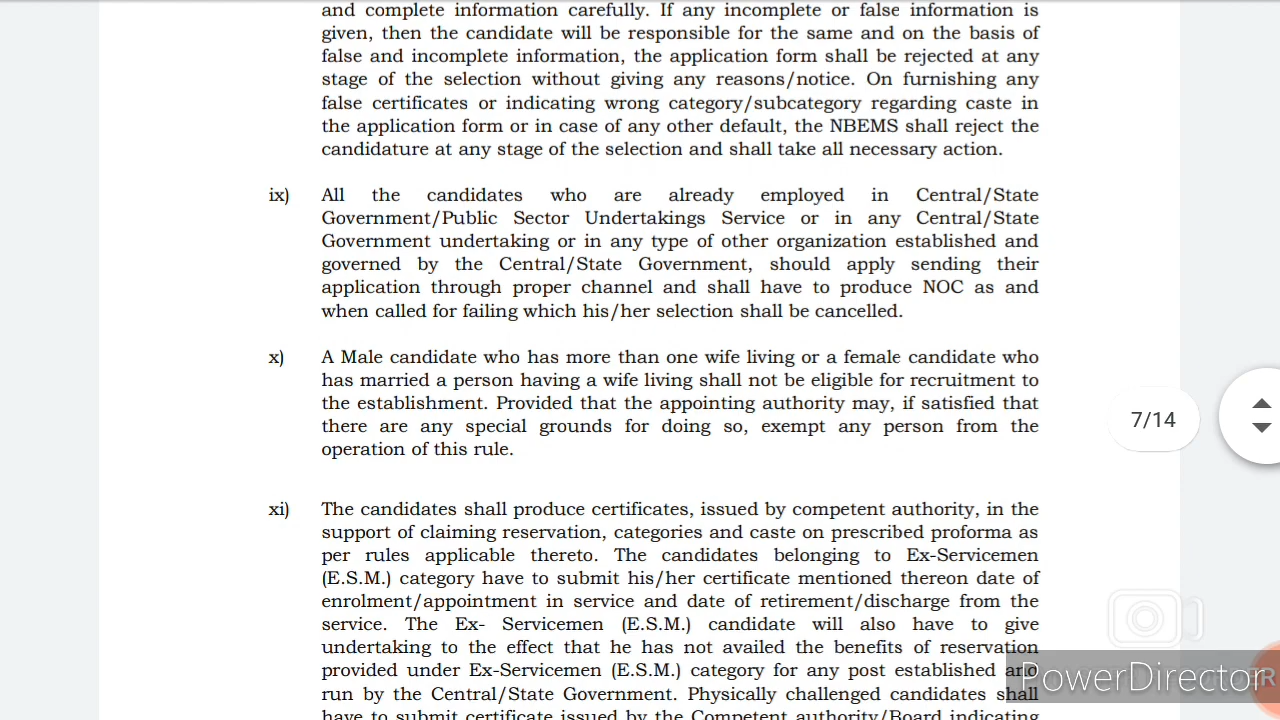 and complete information carefully. If any incomplete or false information is
given, then the candidate will be responsible for the same and on the basis of
false and incomplete information, the application form shall be rejected at any
stage of the selection without giving any reasons/notice. On furnishing any
false certificates or indicating wrong category/subcategory regarding caste in
the application form or in case of any other default, the NBEMS shall reject the
candidature at any stage of the selection and shall take all necessary action.
ix) All the candidates who are already employed in Central/State
Government/Public Sector Undertakings Service or in any Central/State
Government undertaking or in any type of other organization established and
governed by the Central/State Government, should apply sending their
application through proper channel and shall have to produce NOC as and
when called for failing which his/her selection shall be cancelled.
x) A Male candidate who has more than one wife living or a female candidate who
has married a person having a wife living shall not be eligible for recruitment to
the establishment. Provided that the appointing authority may, if satisfied that
there are any special grounds for doing so, exempt any person from the
operation of this rule.
7/14
xi) The candidates shall produce certificates, issued by competent authority, in the
support of claiming reservation, categories and caste on prescribed proforma as
per rules applicable thereto. The candidates belonging to Ex-Servicemen
(E.S.M.) category have to submit his/her certificate mentioned thereon date of
enrolment/appointment in service and date of retirement/discharge from the
service. The Ex- Servicemen (E.S.M.) candidate will also have to give
undertaking to the effect that he has not availed the benefits of reservation
provided under Ex-Servicemen (E.S.M.) category for any post established and
run by the Central/State Government. Physically challenged candidates shall
have to submit certificate issued by the Competent authority/Board indicating
PowerDirector